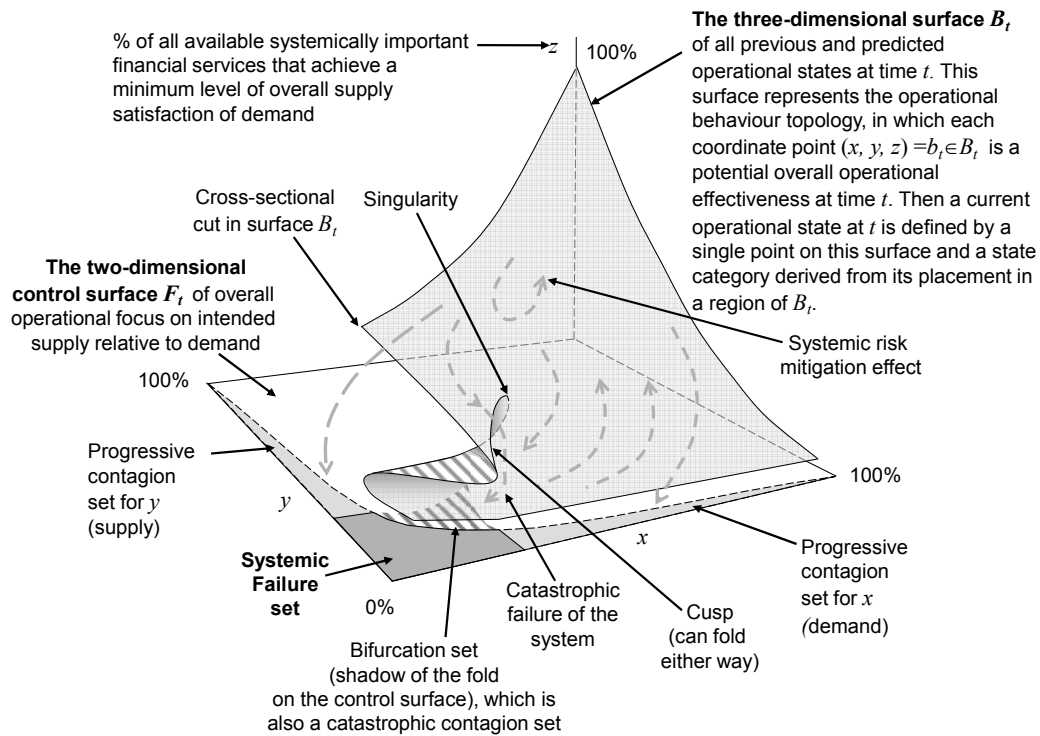 % of all available systemically important
financial services that achieve a
minimum level of overall supply
satisfaction of demand
z
100%
The three-dimensional surface Bt
of all previous and predicted
operational states at time t. This
surface represents the operational
behaviour topology, in which each
coordinate point (x, y, z) =bt∈Bt is a
potential overall operational
effectiveness at time t. Then a current
operational state at t is defined by a
single point on this surface and a state
category derived from its placement in
a region of Bt.
Cross-sectional
cut in surface Bt
Singularity
The two-dimensional
control surface Ft of overall
operational focus on intended
supply relative to demand
Systemic risk
mitigation effect
100%
Progressive
contagion
set for y
(supply)
y
100%
x
Systemic
Failure
set
0%
Bifurcation set
(shadow of the fold
on the control surface), which is
also a catastrophic contagion set
Catastrophic
failure of the
system
Cusp
(can fold
either way)
Progressive
contagion
set for x
(demand)